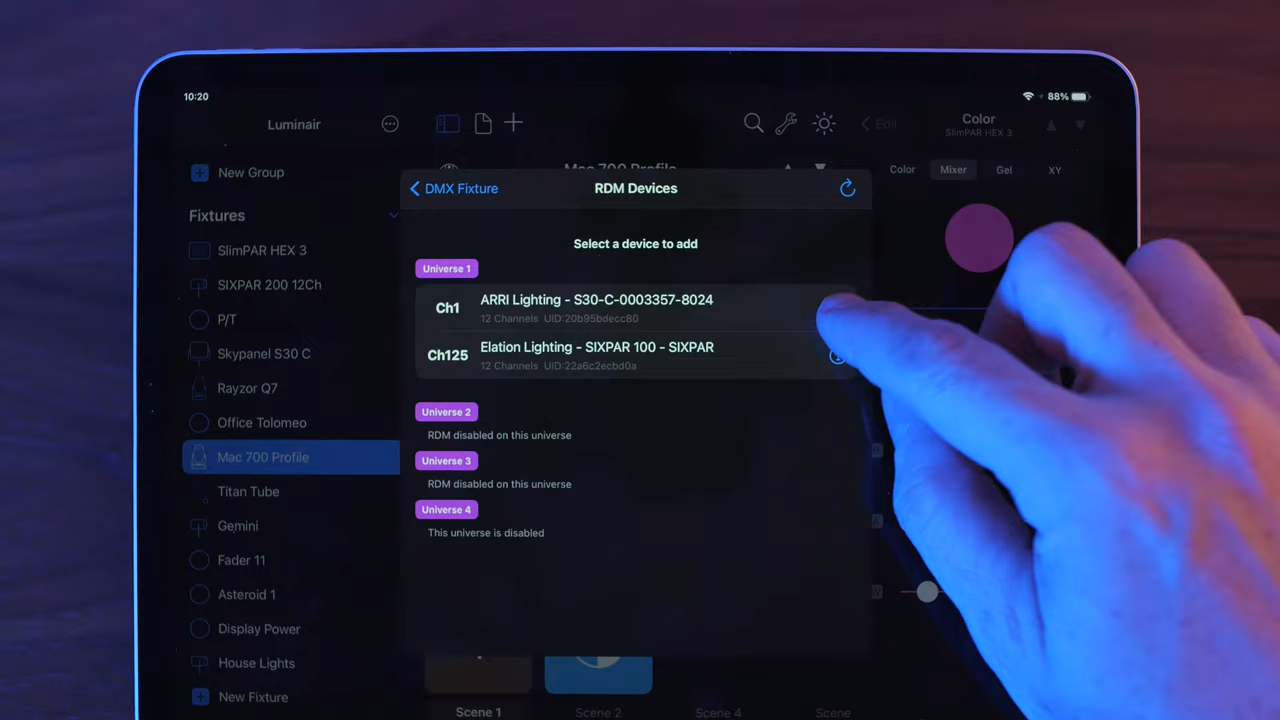 10:20
88%
Luminair
Edit
Color
SlimPAR HEX 3
New Group
Mac 700 Profile
Color
Mixer
Gel
XY
DMX Fixture
RDM Devices
Fixtures
Select a device to add
SlimPAR HEX 3
Universe 1
SIXPAR 200 12Ch
Ch1
ARRI Lighting - S30-C-0003357-8024
12 Channels UID:20b95bdecc80
P/T
Ch125
Elation Lighting - SIXPAR 100 - SIXPAR
12 Channels UID:22a6c2ecbd0a
Skypanel S30 C
Rayzor Q7
Universe 2
Office Tolomeo
RDM disabled on this universe
Mac 700 Profile
Universe 3
RDM disabled on this universe
Titan Tube
Universe 4
Gemini
This universe is disabled
Fader 11
Asteroid 1
Display Power
House Lights
New Fixture
Scene 1
Scene 2
Scene 4
Scene